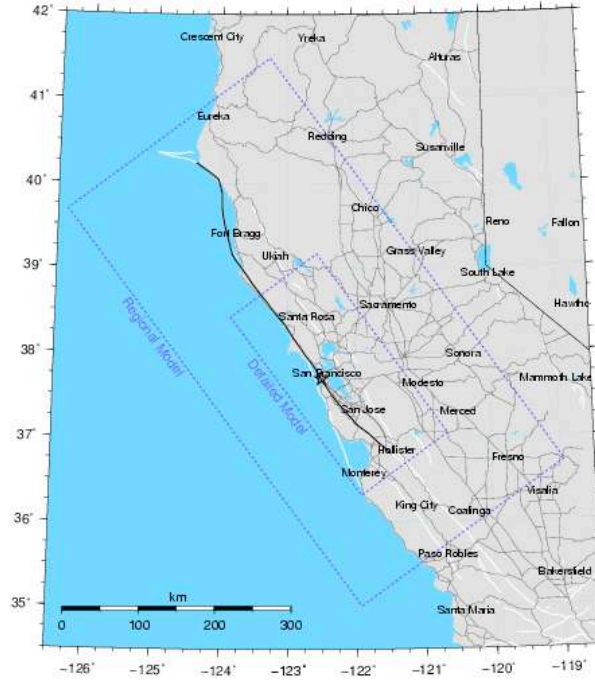 42˚
41˚
40˚
39˚
38˚
37˚
36˚
35˚
Crescent City
Yreka
Alturas
Eureka
Redding
Susanville
Chico
Reno
Fallon
Fort Bragg
Ukiah
Grass Valley
South Lake
Santa Rosa
Sacramento
Hawtho
Regional Model
Detailed Model
San Francisco
Sonora
Modesto
Mammoth Lake
San Jose
Merced
Hollister
Fresno
Monterey
Visalia
King City
Coalinga
Paso Robles
Bakersfield
Santa Maria
km
0 100 200 300
-126˚ -125˚ -124˚ -123˚ -122˚ -121˚ -120˚ -119˚